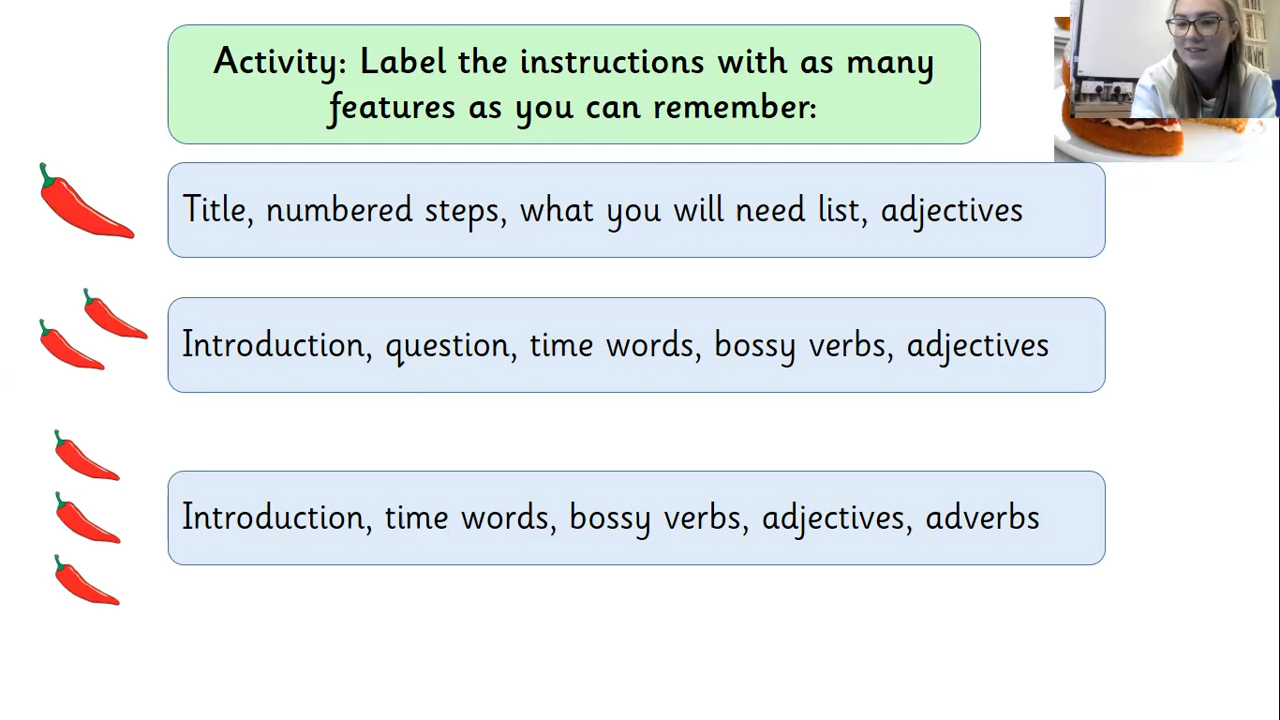 Activity: Label the instructions with as many
features as you can remember:
Title, numbered steps, what you will need list, adjectives
Introduction, question, time words, bossy verbs, adjectives
Introduction, time words, bossy verbs, adjectives, adverbs